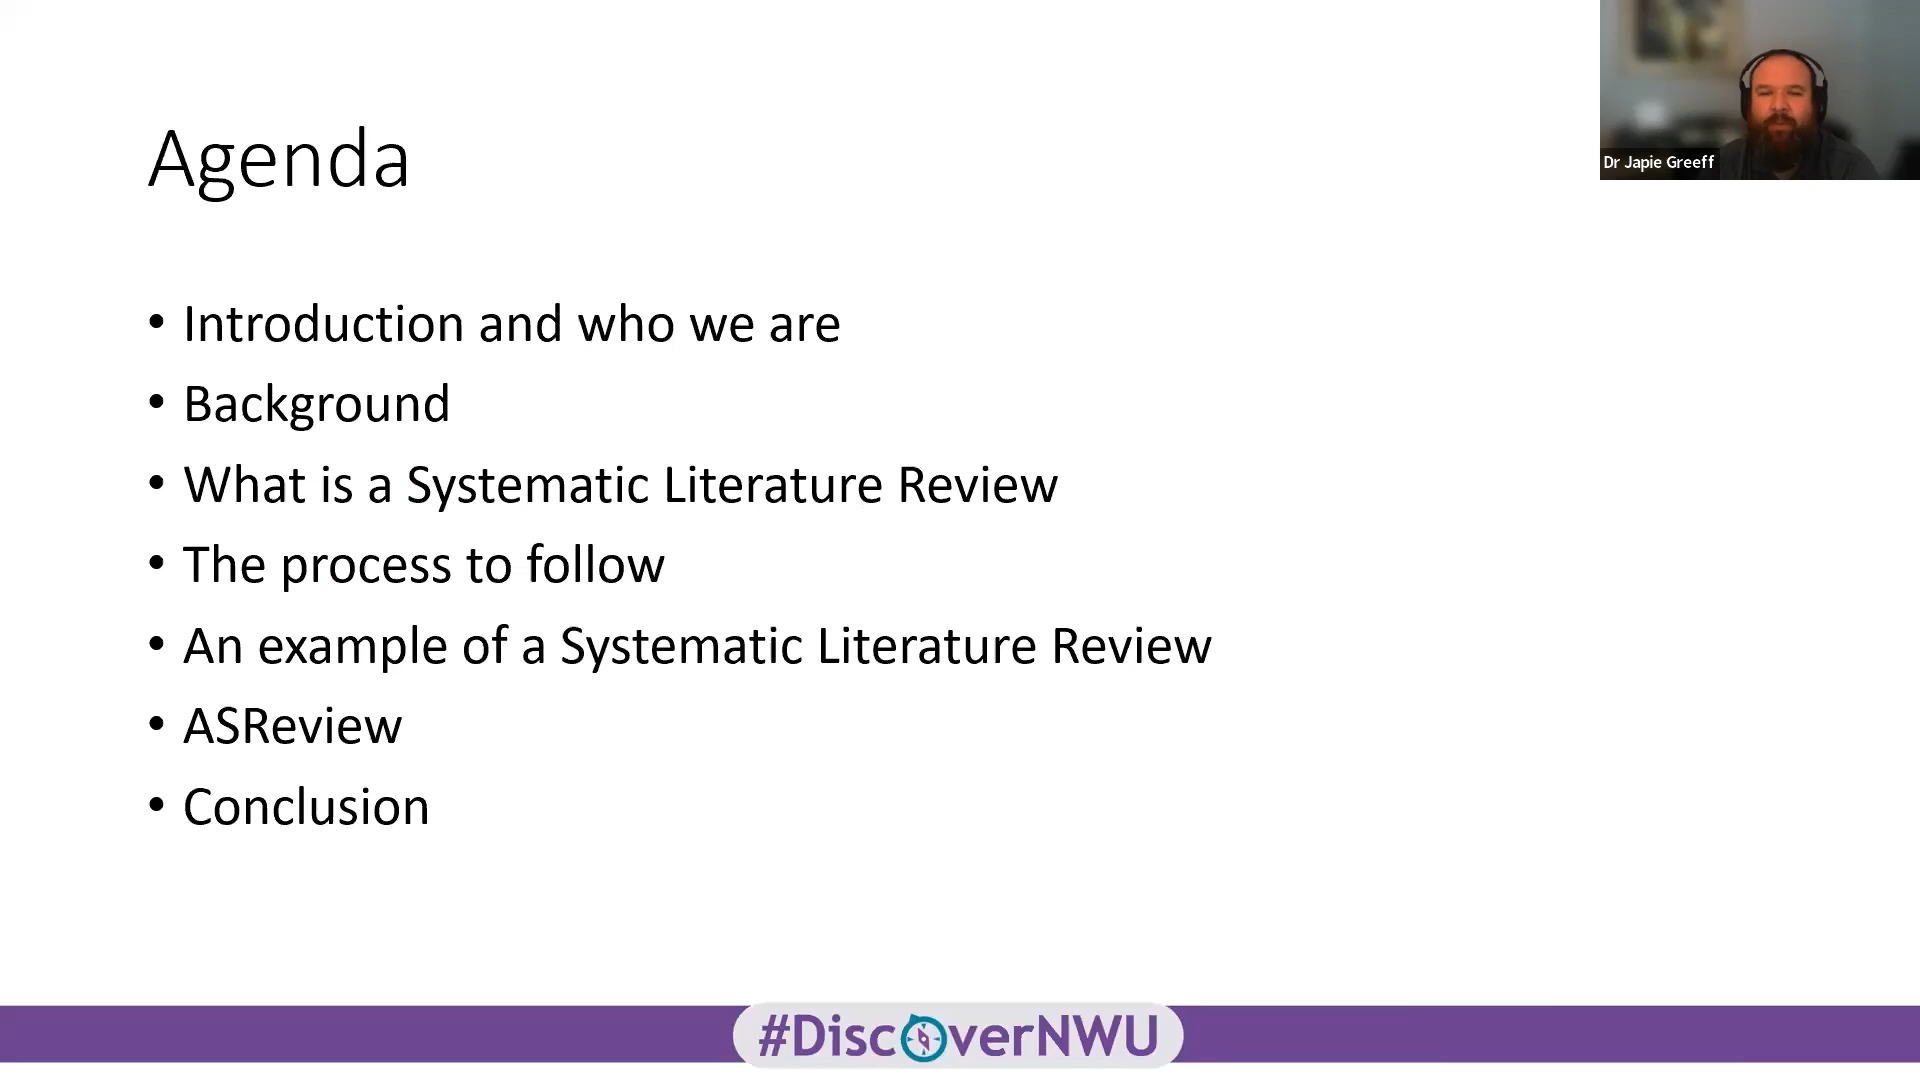 Agenda
Dr Japie Greeff
• Introduction and who we are
• Background
• What is a Systematic Literature Review
• The process to follow
• An example of a Systematic Literature Review
• ASReview
• Conclusion
#DiscoverNWU